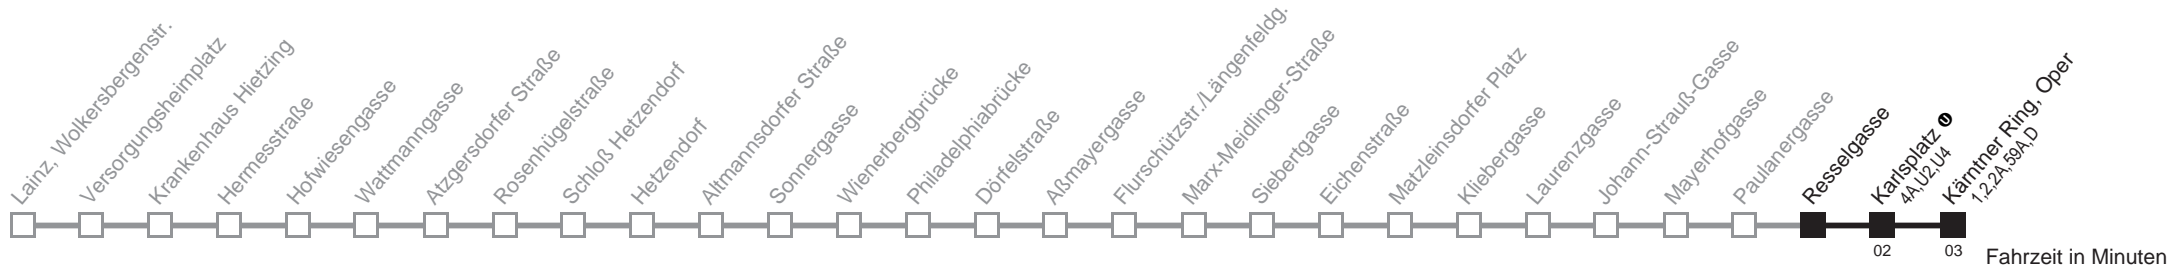 Lainz, Wolkersbergenstr.
Versorgungsheimplatz
Krankenhaus Hietzing
Hermesstraße
Hofwiesengasse
Wattmanngasse
Atzgersdorfer Straße
Rosenhügelstraße
Schloß Hetzendorf
Hetzendorf
Altmannsdorfer Straße
Sonnergasse
Wienerbergbrücke
Philadelphiabrücke
Dörfelstraße
Aßmayergasse
Flurschützstr./Längenfeldg.
Marx-Meidlinger-Straße
Siebertgasse
Eichenstraße
Matzleinsdorfer Platz
Kliebergasse
Laurenzgasse
Johann-Strauß-Gasse
Mayerhofgasse
Paulanergasse
Resselgasse
Karlsplatz U
4A,U2,U4
Kärntner Ring, Oper
1,2,2A,59A,D
02
03
Fahrzeit in Minuten